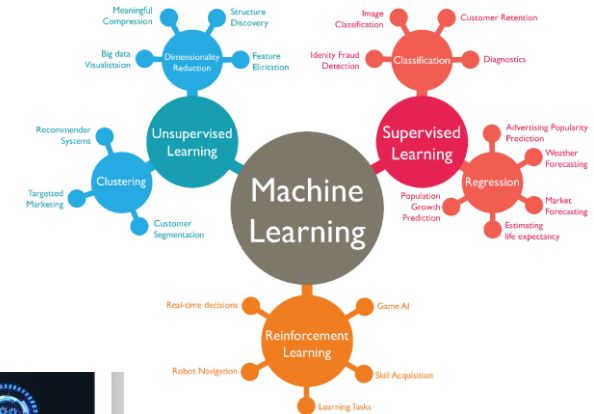 Meaningful
Compression
Structure
Discovery
Big data
Visualistaion
Dimensionality
Reduction
Feature
Elicitation
Unsupervised
Learning
Recommender
Systems
Clustering
Targetted
Marketing
Customer
Segmentation
Machine
Learning
Image
Classification
Customer Retention
Idenity Fraud
Detection
Classification
Diagnostics
Supervised
Learning
Advertising Popularity
Prediction
Weather
Forecasting
Regression
Population
Growth
Prediction
Market
Forecasting
Estimating
life expectancy
Real-time decisions
Game AI
Reinforcement
Learning
Robot Navigation
Skill Acquisition
Learning Tasks